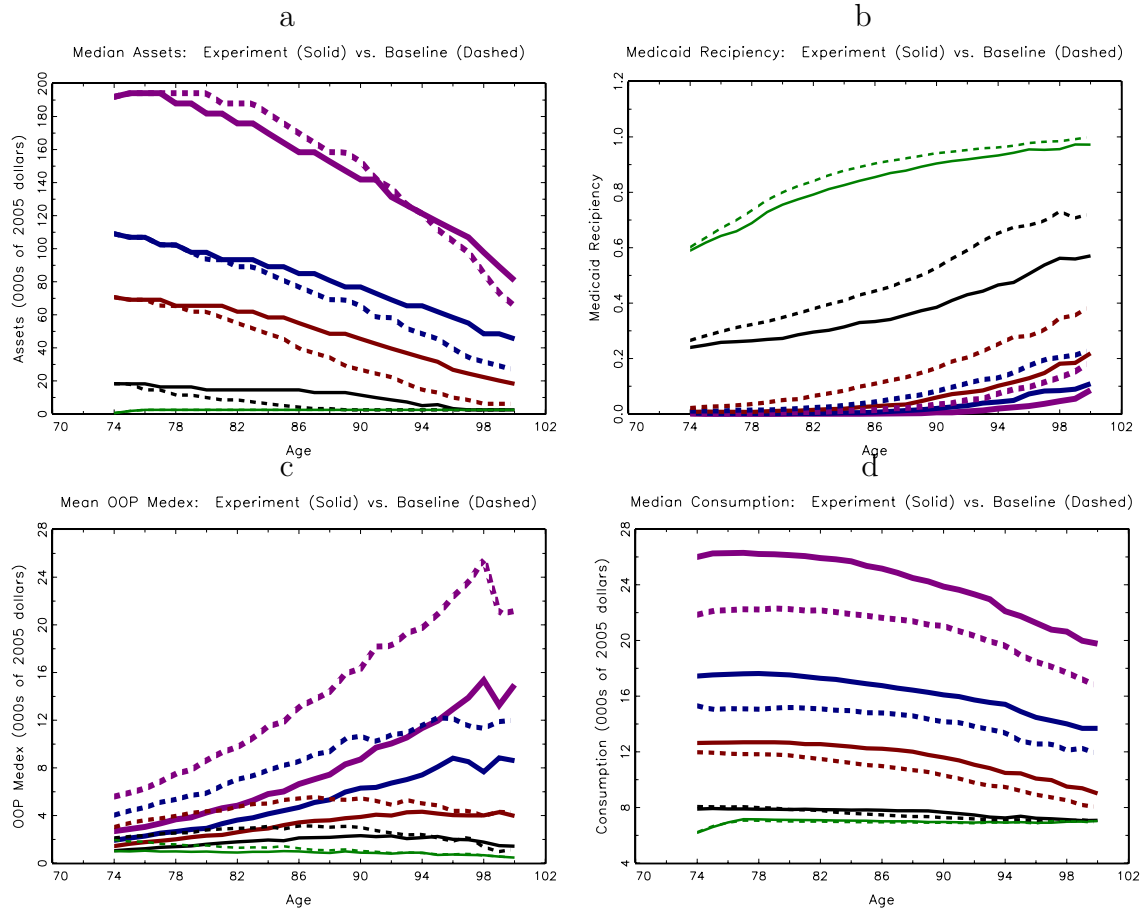 a
Median Assets: Experiment (Solid) vs. Baseline (Dashed)
Assets (000s of 2005 dollars)
0 20 40 60 80 100 120 140 160 180 200
70 74 78 82 86 90 94 98 102
Age
b
Medicaid Recipiency: Experiment (Solid) vs. Baseline (Dashed)
Medicaid Recipiency
0.0 0.2 0.4 0.6 0.8 1.0 1.2
70 74 78 82 86 90 94 98 102
Age
c
Mean OOP Medex: Experiment (Solid) vs. Baseline (Dashed)
OOP Medex (000s of 2005 dollars)
0 4 8 12 16 20 24 28
70 74 78 82 86 90 94 98 102
Age
d
Median Consumption: Experiment (Solid) vs. Baseline (Dashed)
Consumption (000s of 2005 dollars)
4 8 12 16 20 24 28
70 74 78 82 86 90 94 98 102
Age